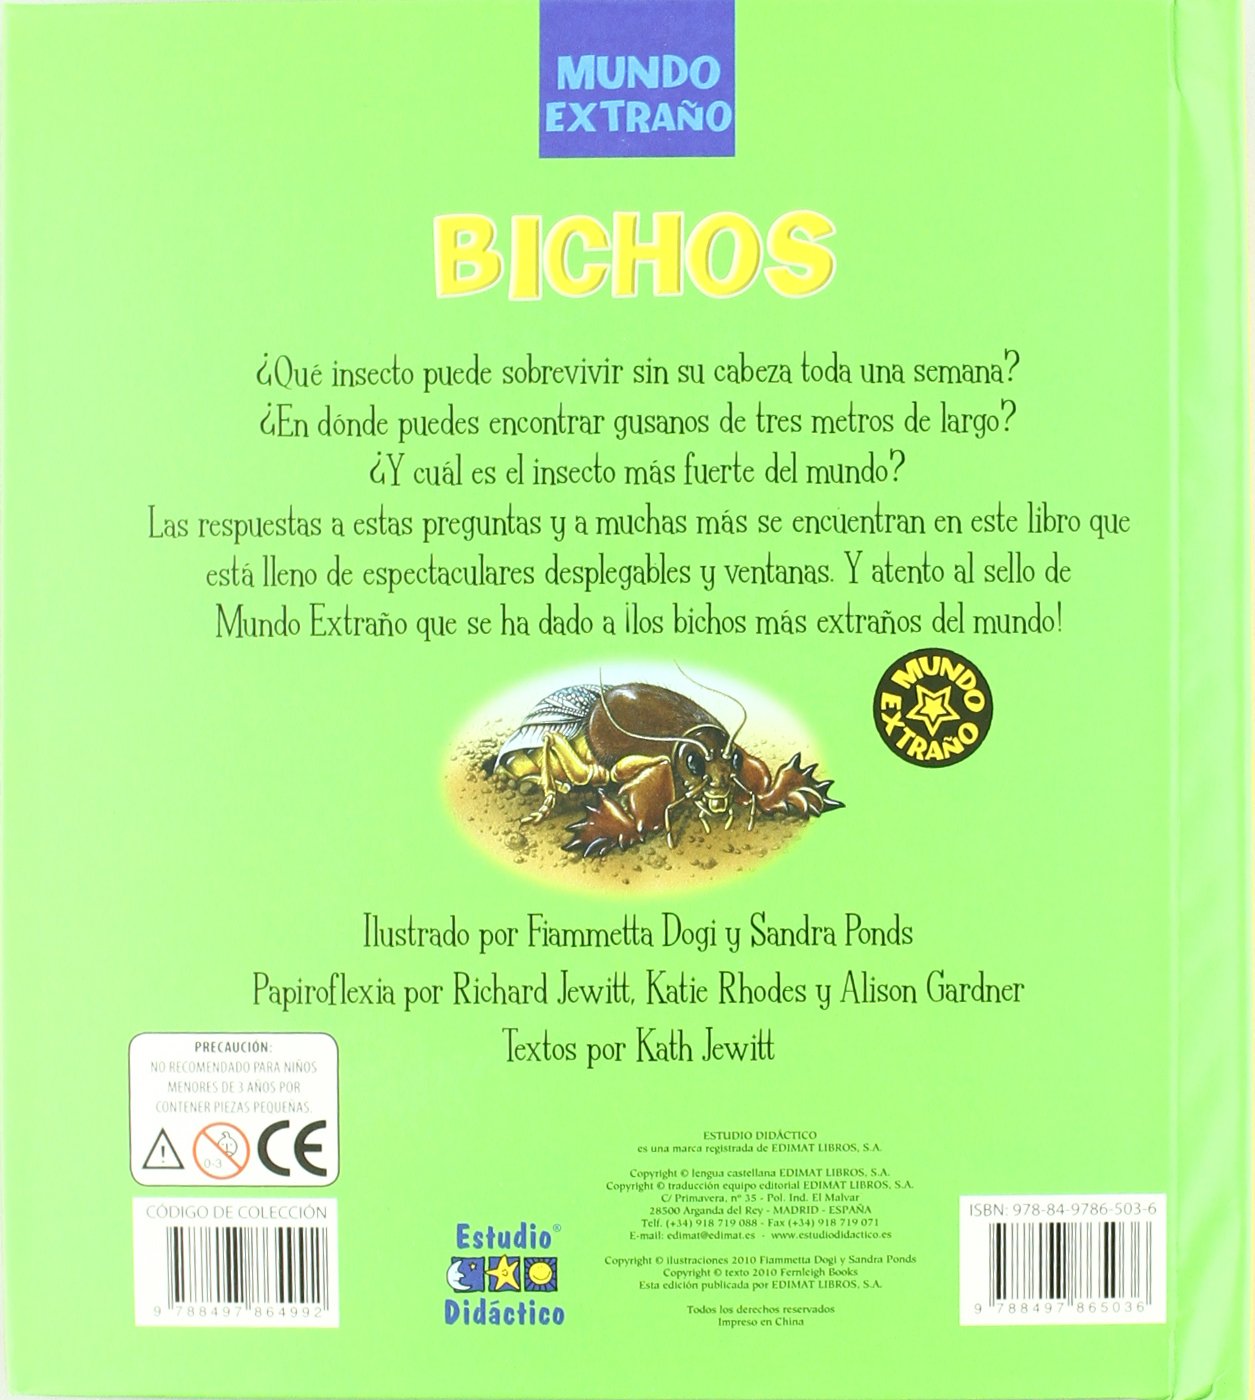 MUNDO
EXTRAÑO
BICHOS
¿Qué insecto puede sobrevivir sin su cabeza toda una semana?
¿En dónde puedes encontrar gusanos de tres metros de largo?
¿Y cuál es el insecto más fuerte del mundo?
Las respuestas a estas preguntas y a muchas más se encuentran en este libro que
está lleno de espectaculares desplegables y ventanas. Y atento al sello de
Mundo Extraño que se ha dado a ¡los bichos más extraños del mundo!
MUNDO
EXTRAÑO
Ilustrado por Fiammetta Dogi y Sandra Ponds
Papiroflexia por Richard Jewitt, Katie Rhodes y Alison Gardner
Textos por Kath Jewitt
PRECAUCIÓN:
NO RECOMENDADO PARA NIÑOS
MENORES DE 3 AÑOS POR
CONTENER PIEZAS PEQUEÑAS.
0-3
CE
CÓDIGO DE COLECCIÓN
9 788497 864992
Estudio®
Didáctico
ESTUDIO DIDÁCTICO
es una marca registrada de EDIMAT LIBROS, S.A.
Copyright © lengua castellana EDIMAT LIBROS, S.A.
Copyright © traducción equipo editorial EDIMAT LIBROS, S.A.
C/ Primavera, nº 35 - Pol. Ind. El Malvar
28500 Arganda del Rey - MADRID - ESPAÑA
Telf. (+34) 918 719 088 - Fax (+34) 918 719 071
E-mail: edimat@edimat.es - www.estudiodidactico.es
Copyright © ilustraciones 2010 Fiammetta Dogi y Sandra Ponds
Copyright © texto 2010 Fernleigh Books
Esta edición publicada por EDIMAT LIBROS, S.A.
Todos los derechos reservados
Impreso en China
ISBN: 978-84-9786-503-6
9 788497 865036